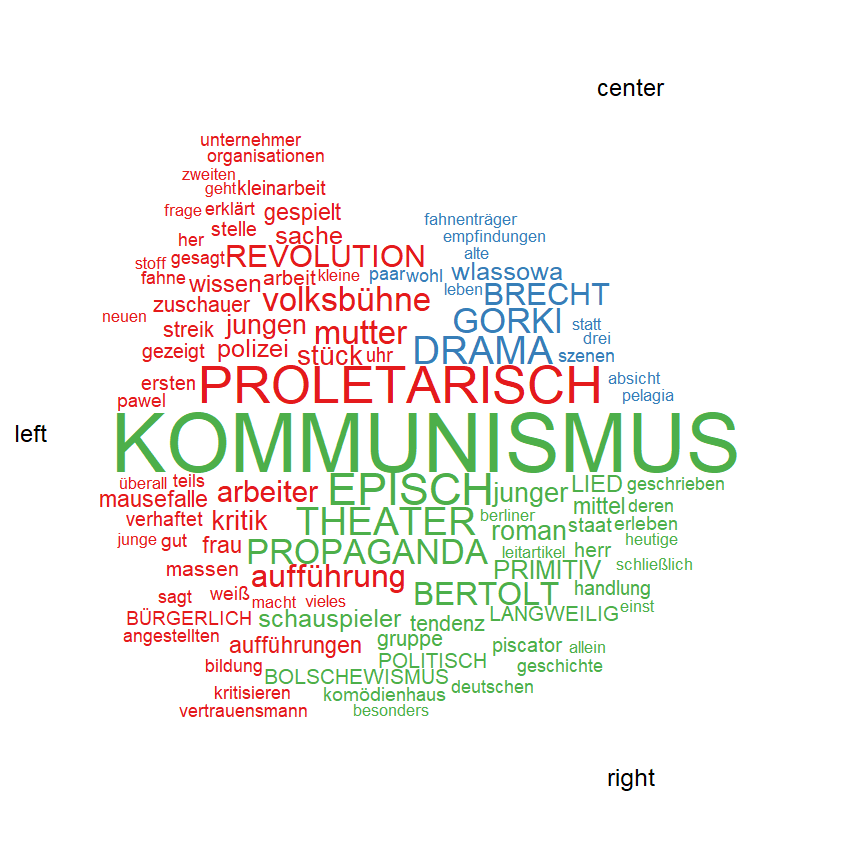 center
unternehmer
organisationen
zweiten
geht kleinarbeit
frage erklärt gespielt
fahnenträger
her stelle sache
empfindungen
stoff gesagt REVOLUTION
alte
fahne wissen arbeit kleine paar wohl wlassowa
leben BRECHT
neuen zuschauer volksbühne
streik jungen mutter GORKI statt
drei
gezeigt polizei stück uhr DRAMA szenen
ersten PROLETARISCH absicht
pawel pelagia
left KOMMUNISMUS
überall teils
mausefalle arbeiter EPISCH junger LIED geschrieben
mittel deren
verhaftet kritik THEATER berliner roman staat erleben
junge gut frau PROPAGANDA leitartikel herr heutige
massen aufführung PRIMITIV schließlich
sagt weiß macht vieles BERTOLT handlung
BÜRGERLICH schauspieler tendenz LANGWEILIG einst
angestellten aufführungen gruppe piscator allein
bildung POLITISCH geschichte
BOLSCHEWISMUS deutschen
kritisieren komödienhaus
vertrauensmann besonders
right